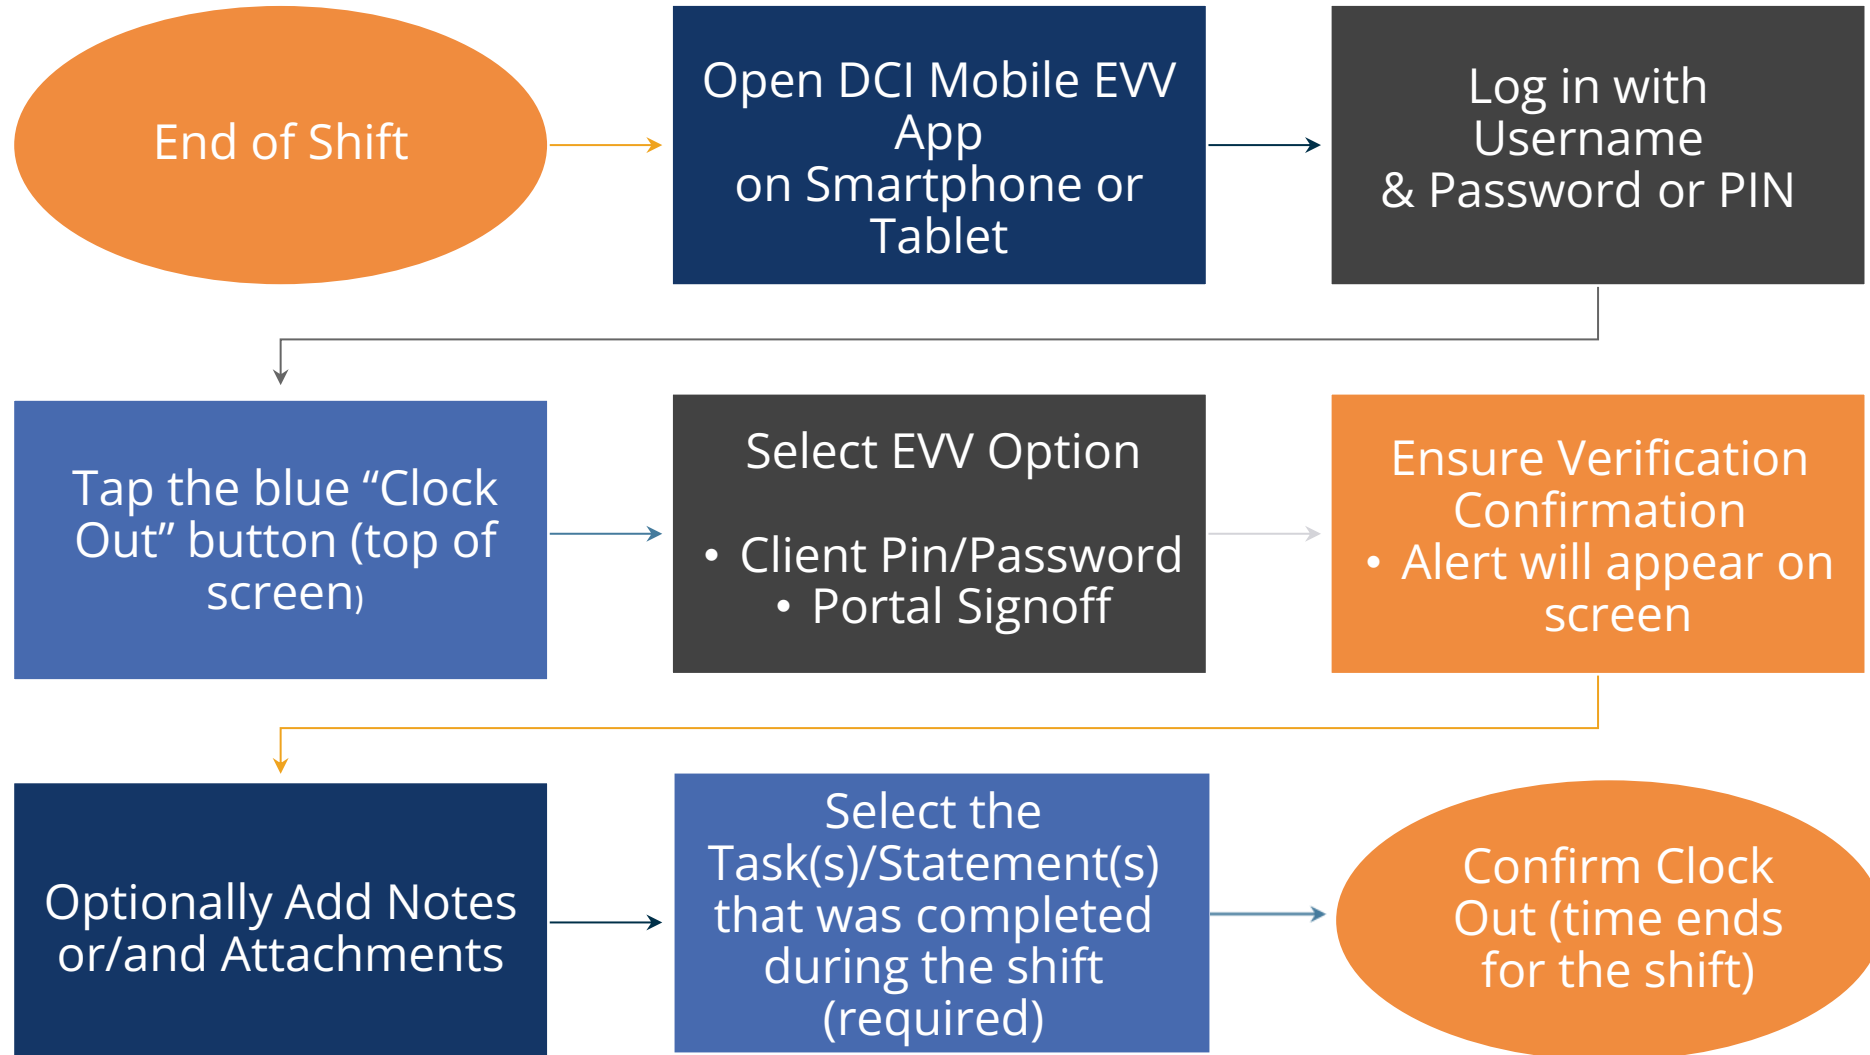 End of Shift
Open DCI Mobile EVV
App
on Smartphone or
Tablet
Log in with
Username
& Password or PIN
Tap the blue “Clock
Out” button (top of
screen)
Select EVV Option
• Client Pin/Password
• Portal Signoff
Ensure Verification
Confirmation
• Alert will appear on
screen
Optionally Add Notes
or/and Attachments
Select the
Task(s)/Statement(s)
that was completed
during the shift
(required)
Confirm Clock
Out (time ends
for the shift)